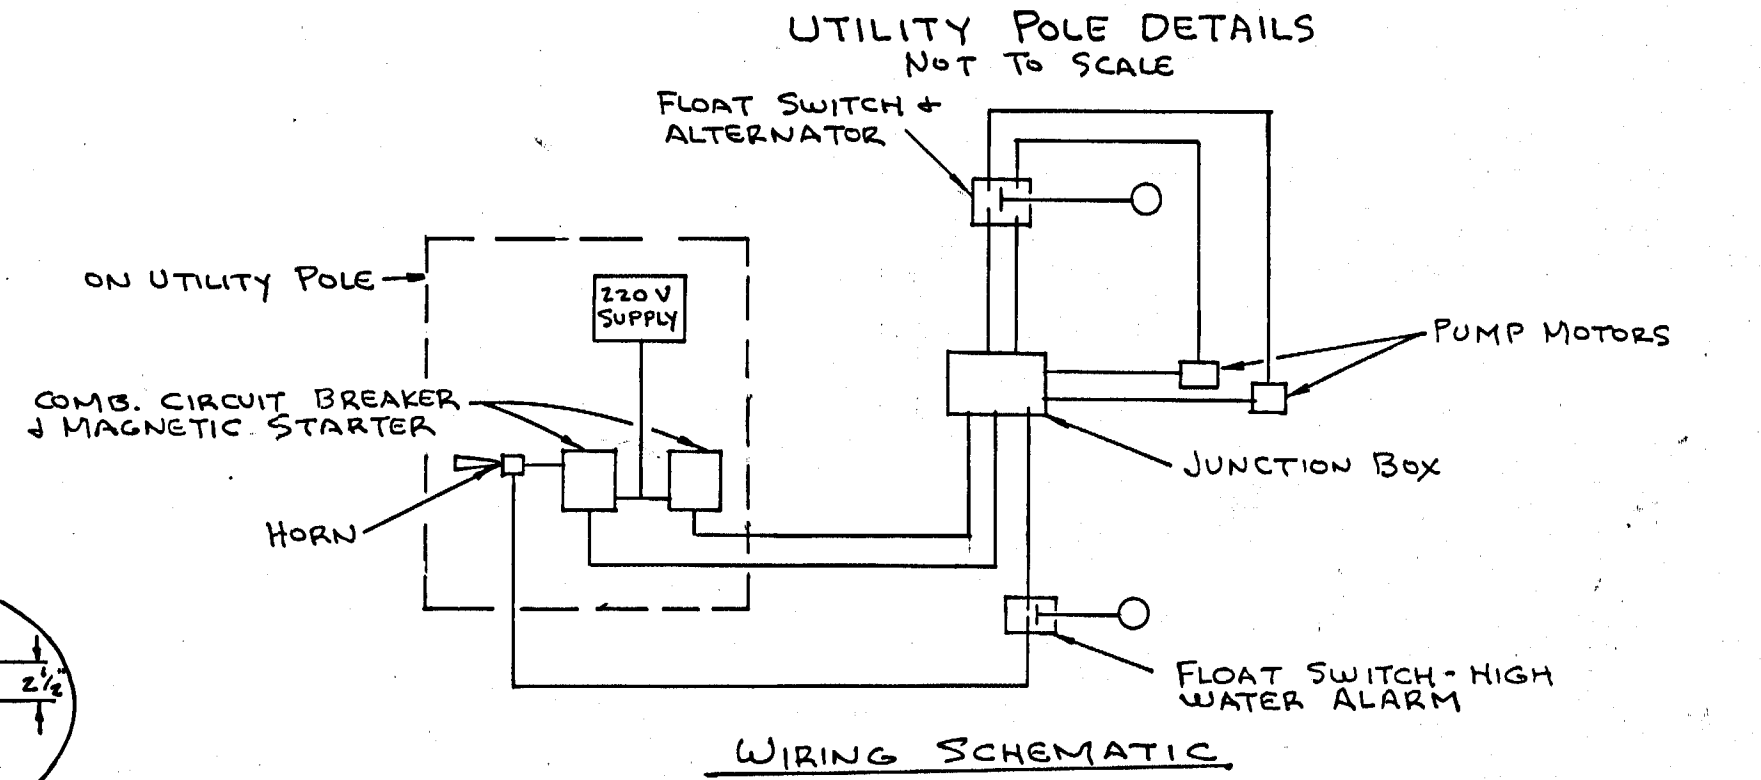 UTILITY POLE DETAILS
NOT TO SCALE
FLOAT SWITCH &
ALTERNATOR
ON UTILITY POLE
220 V
SUPPLY
PUMP MOTORS
COMB. CIRCUIT BREAKER
& MAGNETIC STARTER
JUNCTION BOX
HORN
2½"
FLOAT SWITCH - HIGH
WATER ALARM
WIRING SCHEMATIC